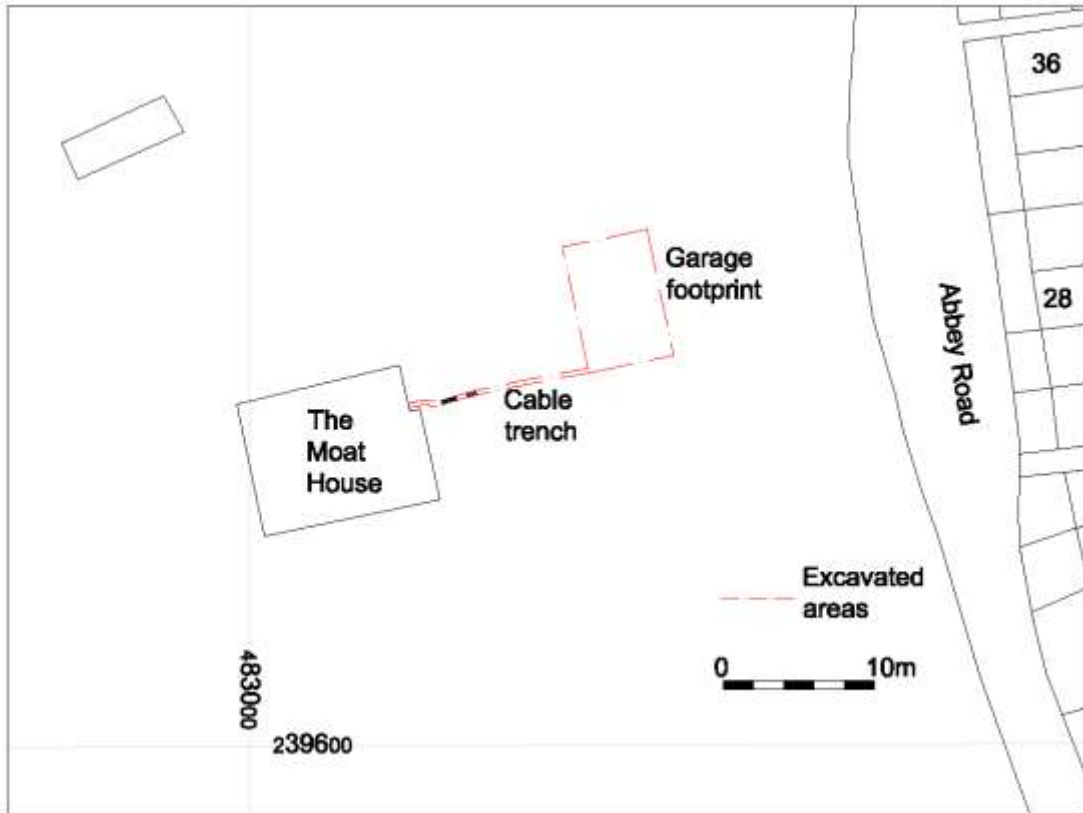 36
Garage
footprint
28
Abbey Road
Cable
trench
The
Moat
House
Excavated
areas
0 10m
483000
239600